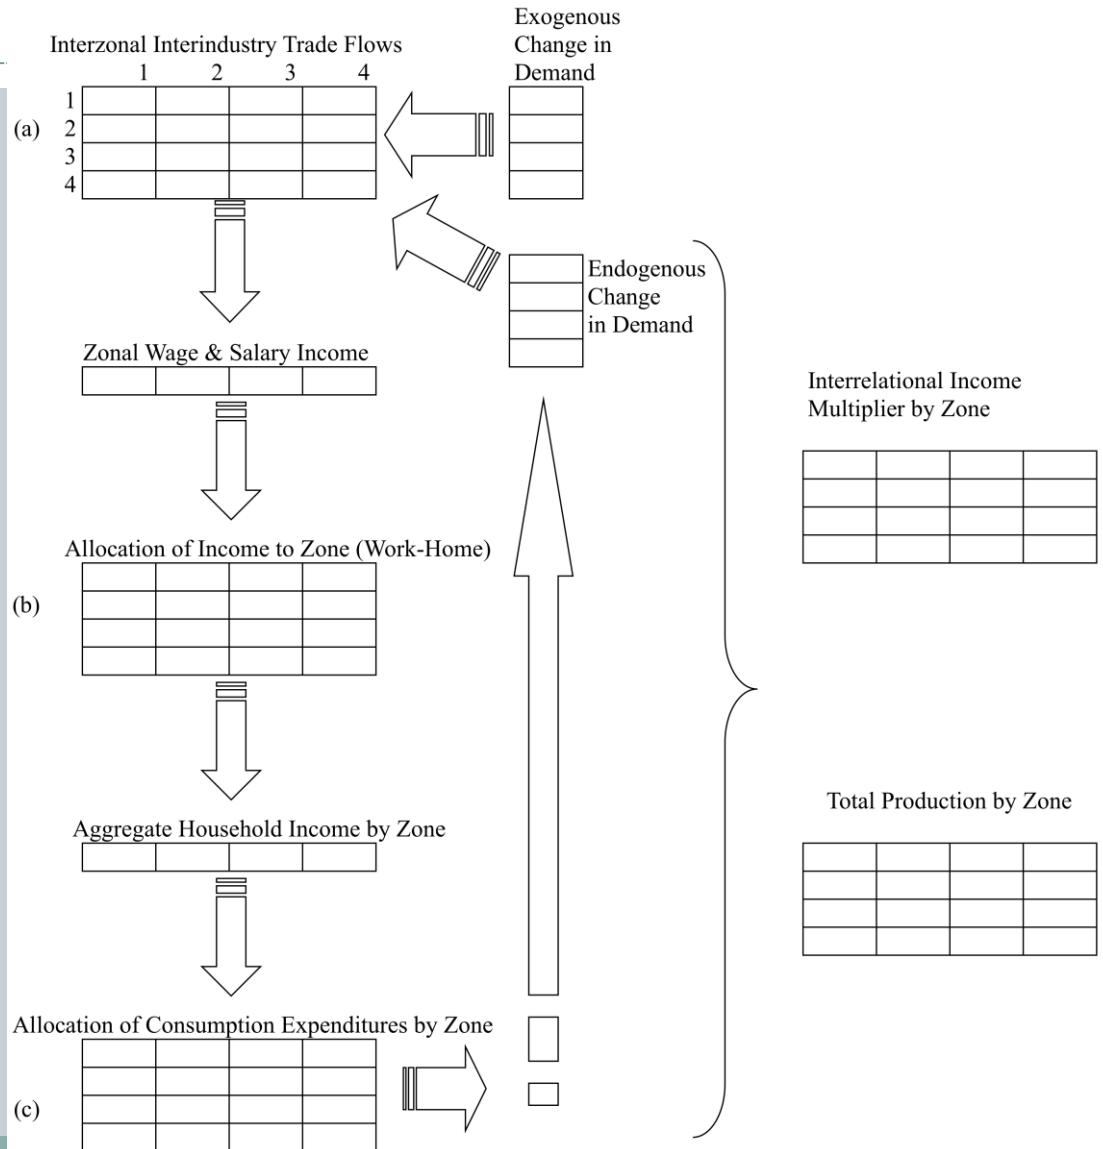 Exogenous
Change in
Demand
Interzonal Interindustry Trade Flows
1 2 3 4
1
(a) 2
3
4
Endogenous
Change
in Demand
Zonal Wage & Salary Income
Interrelational Income
Multiplier by Zone
Allocation of Income to Zone (Work-Home)
(b)
Total Production by Zone
Aggregate Household Income by Zone
Allocation of Consumption Expenditures by Zone
(c)